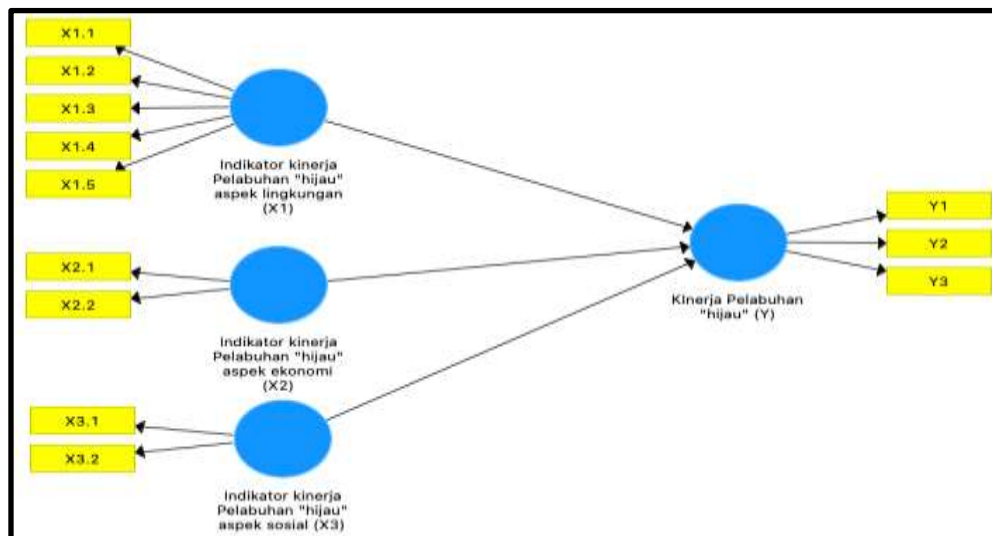 X1.1
X1.2
X1.3
X1.4
X1.5
Indikator kinerja
Pelabuhan "hijau"
aspek lingkungan
(X1)
X2.1
X2.2
Indikator kinerja
Pelabuhan "hijau"
aspek ekonomi
(X2)
X3.1
X3.2
Indikator kinerja
Pelabuhan "hijau"
aspek sosial (X3)
Kinerja Pelabuhan
"hijau" (Y)
Y1
Y2
Y3